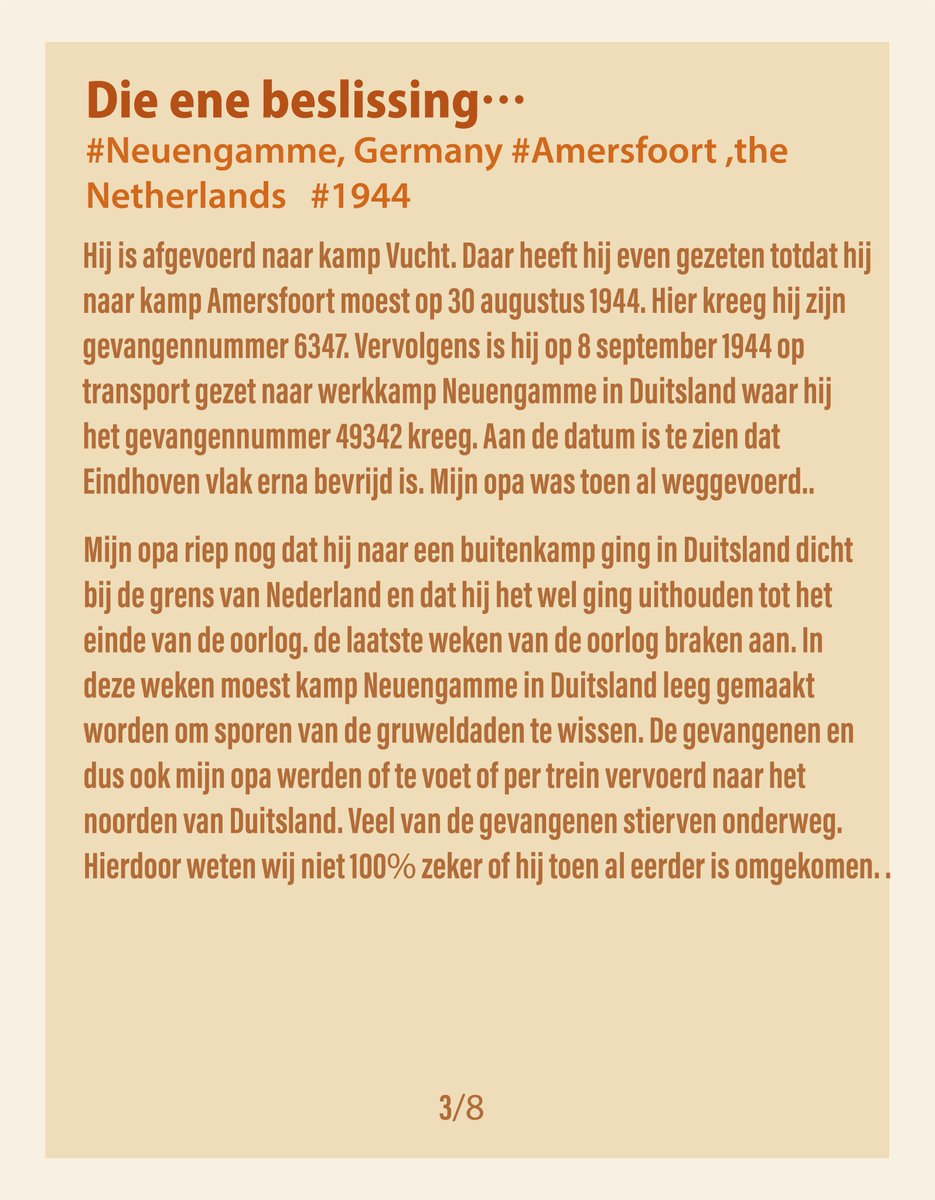 Die ene beslissing…
#Neuengamme, Germany #Amersfoort ,the
Netherlands #1944
Hij is afgevoerd naar kamp Vucht. Daar heeft hij even gezeten totdat hij
naar kamp Amersfoort moest op 30 augustus 1944. Hier kreeg hij zijn
gevangennummer 6347. Vervolgens is hij op 8 september 1944 op
transport gezet naar werkkamp Neuengamme in Duitsland waar hij
het gevangennummer 49342 kreeg. Aan de datum is te zien dat
Eindhoven vlak erna bevrijd is. Mijn opa was toen al weggevoerd..
Mijn opa riep nog dat hij naar een buitenkamp ging in Duitsland dicht
bij de grens van Nederland en dat hij het wel ging uithouden tot het
einde van de oorlog. de laatste weken van de oorlog braken aan. In
deze weken moest kamp Neuengamme in Duitsland leeg gemaakt
worden om sporen van de gruweldaden te wissen. De gevangenen en
dus ook mijn opa werden of te voet of per trein vervoerd naar het
noorden van Duitsland. Veel van de gevangenen stierven onderweg.
Hierdoor weten wij niet 100% zeker of hij toen al eerder is omgekomen. .
3/8